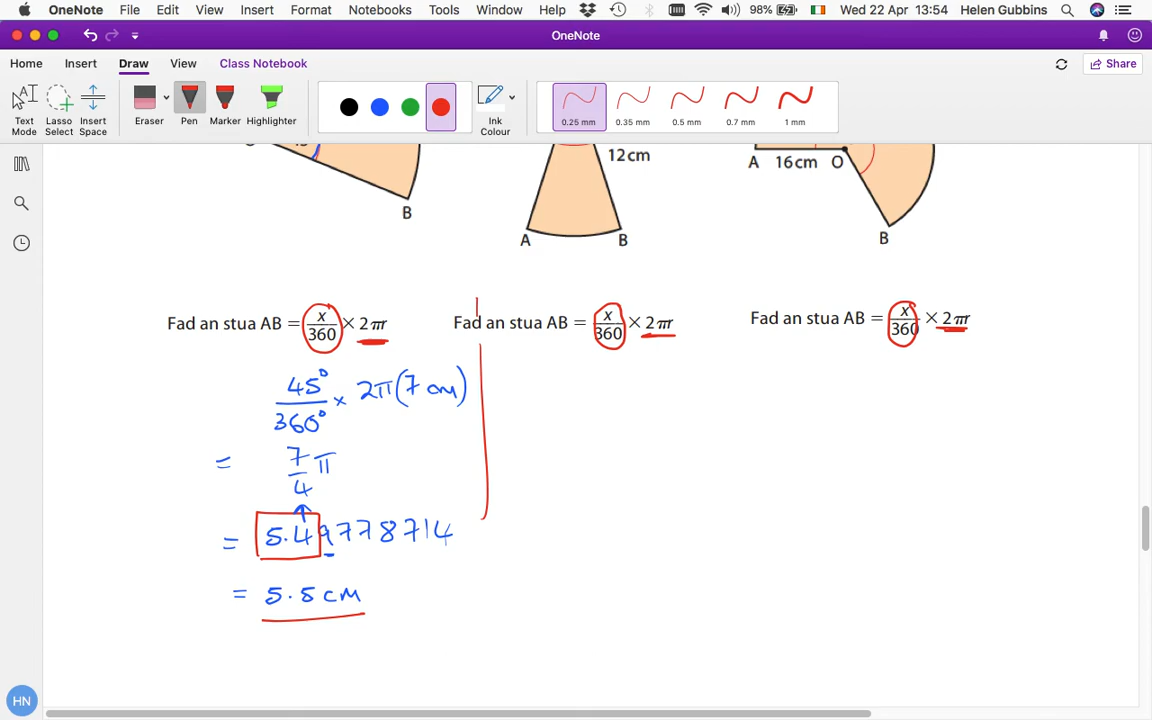 OneNote File Edit Insert Format Notebooks Tools Window Help 98% Wed 22 Apr 13:54 Helen Gubbins
OneNote
Home Insert Draw View Class Notebook Share
Text Mode Lasso Select Insert Space Eraser Pen Marker Highlighter Ink Colour 0.25 mm 0.35 mm 0.5 mm 0.7 mm 1 mm
12cm A 16cm O
B A B B
Fad an stua AB = x/360 × 2πr
45°/360° × 2π(7 cm)
= 7/4 π
= 5.49778714
= 5.5 cm
Fad an stua AB = x/360 × 2πr
Fad an stua AB = x/360 × 2πr
HN